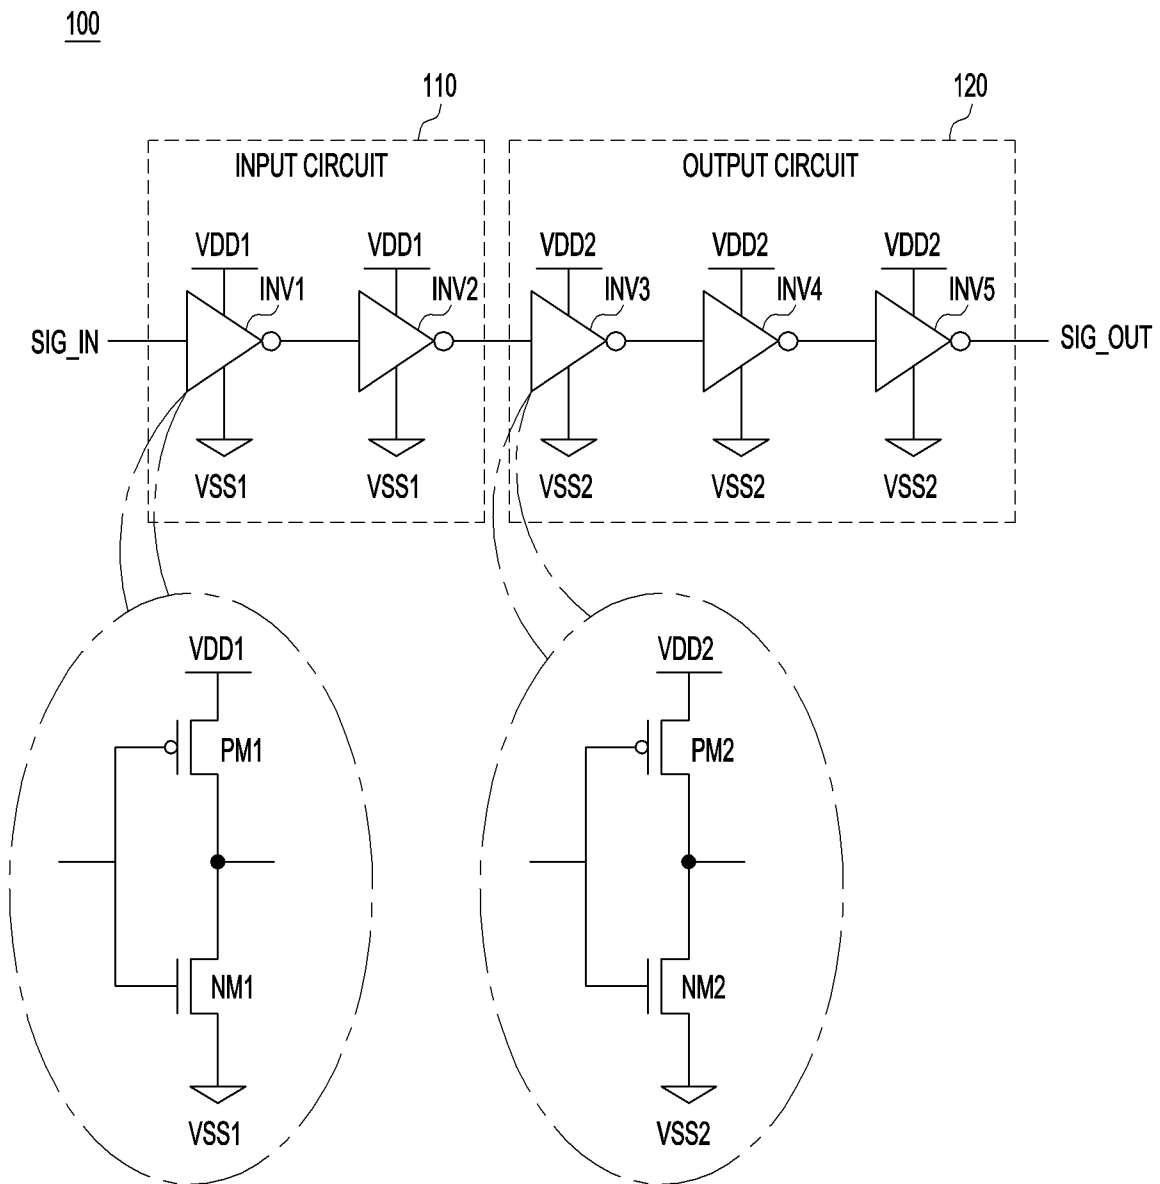 100
110
120
INPUT CIRCUIT
OUTPUT CIRCUIT
VDD1
VDD1
VDD2
VDD2
VDD2
INV1
INV2
INV3
INV4
INV5
SIG_IN
SIG_OUT
VSS1
VSS1
VSS2
VSS2
VSS2
VDD1
PM1
NM1
VSS1
VDD2
PM2
NM2
VSS2